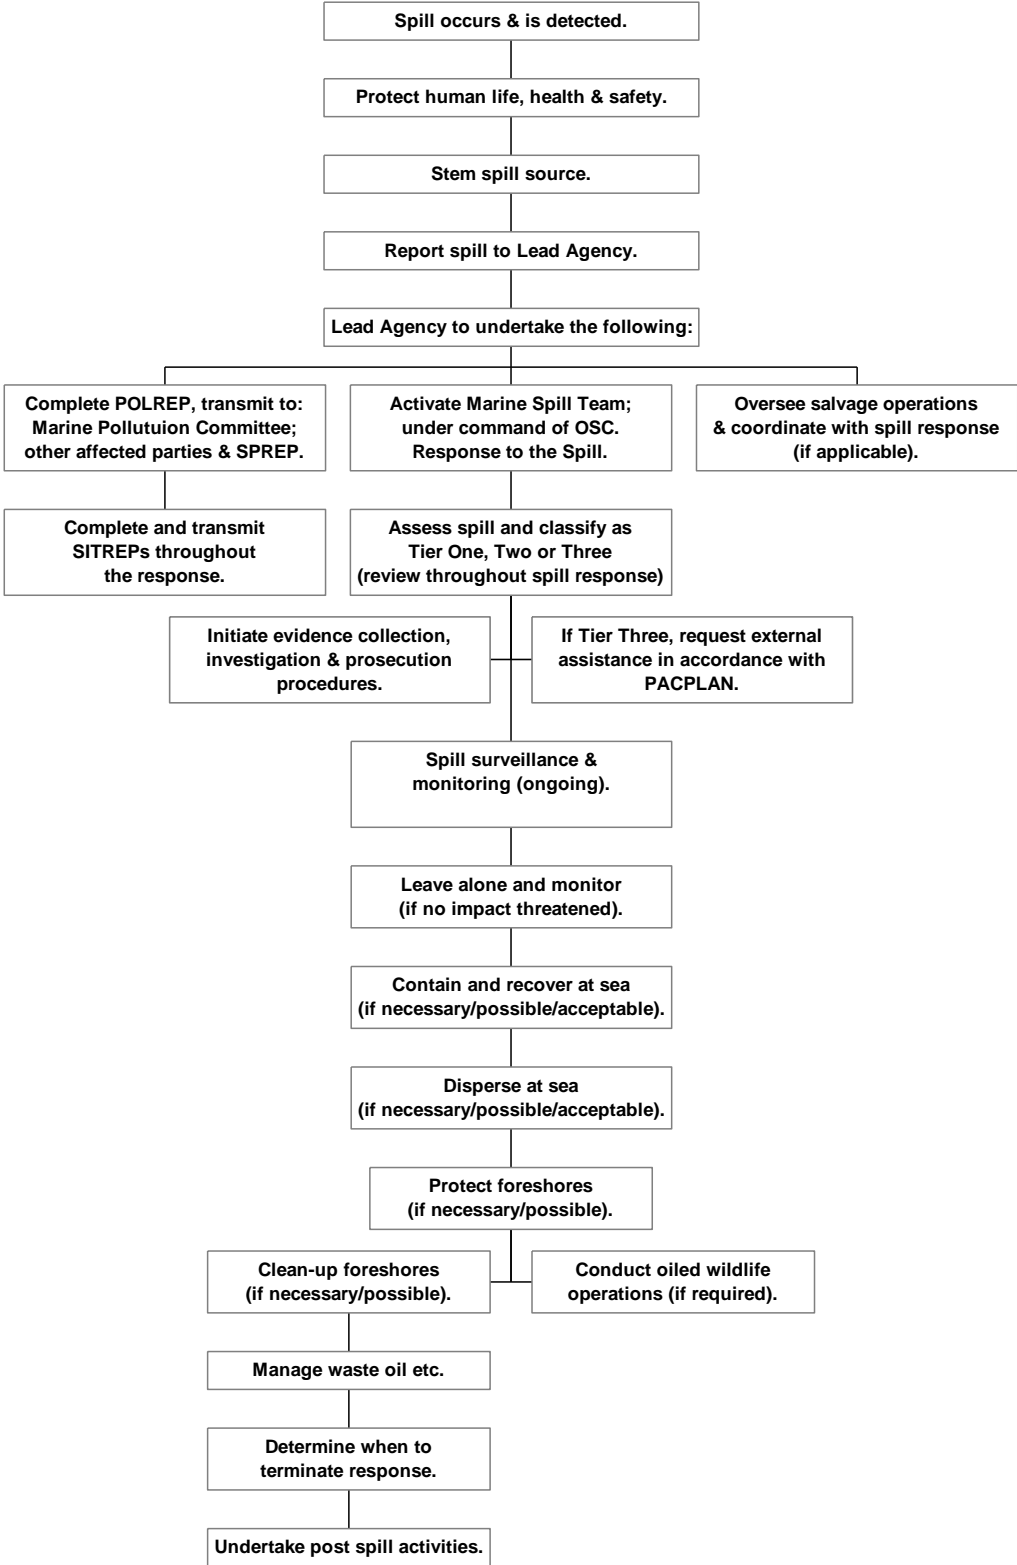 Spill occurs & is detected.
Protect human life, health & safety.
Stem spill source.
Report spill to Lead Agency.
Lead Agency to undertake the following:
Complete POLREP, transmit to:
Marine Pollutuion Committee;
other affected parties & SPREP.
Activate Marine Spill Team;
under command of OSC.
Response to the Spill.
Oversee salvage operations
& coordinate with spill response
(if applicable).
Complete and transmit
SITREPs throughout
the response.
Assess spill and classify as
Tier One, Two or Three
(review throughout spill response)
Initiate evidence collection,
investigation & prosecution
procedures.
If Tier Three, request external
assistance in accordance with
PACPLAN.
Spill surveillance &
monitoring (ongoing).
Leave alone and monitor
(if no impact threatened).
Contain and recover at sea
(if necessary/possible/acceptable).
Disperse at sea
(if necessary/possible/acceptable).
Protect foreshores
(if necessary/possible).
Clean-up foreshores
(if necessary/possible).
Conduct oiled wildlife
operations (if required).
Manage waste oil etc.
Determine when to
terminate response.
Undertake post spill activities.